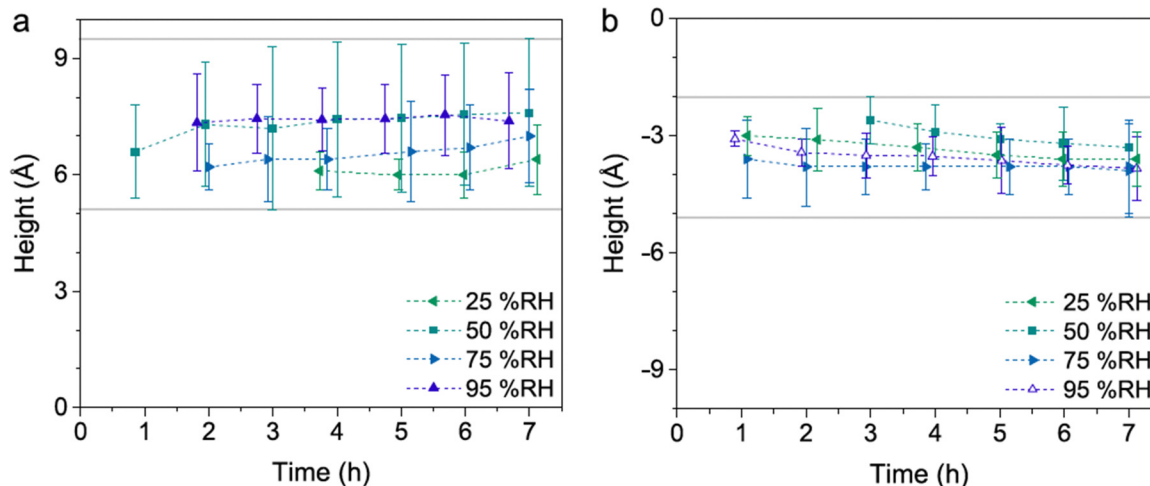 a
Height (Å)
9
6
3
0
0 1 2 3 4 5 6 7
Time (h)
25 %RH
50 %RH
75 %RH
95 %RH
b
Height (Å)
0
-3
-6
-9
0 1 2 3 4 5 6 7
Time (h)
25 %RH
50 %RH
75 %RH
95 %RH